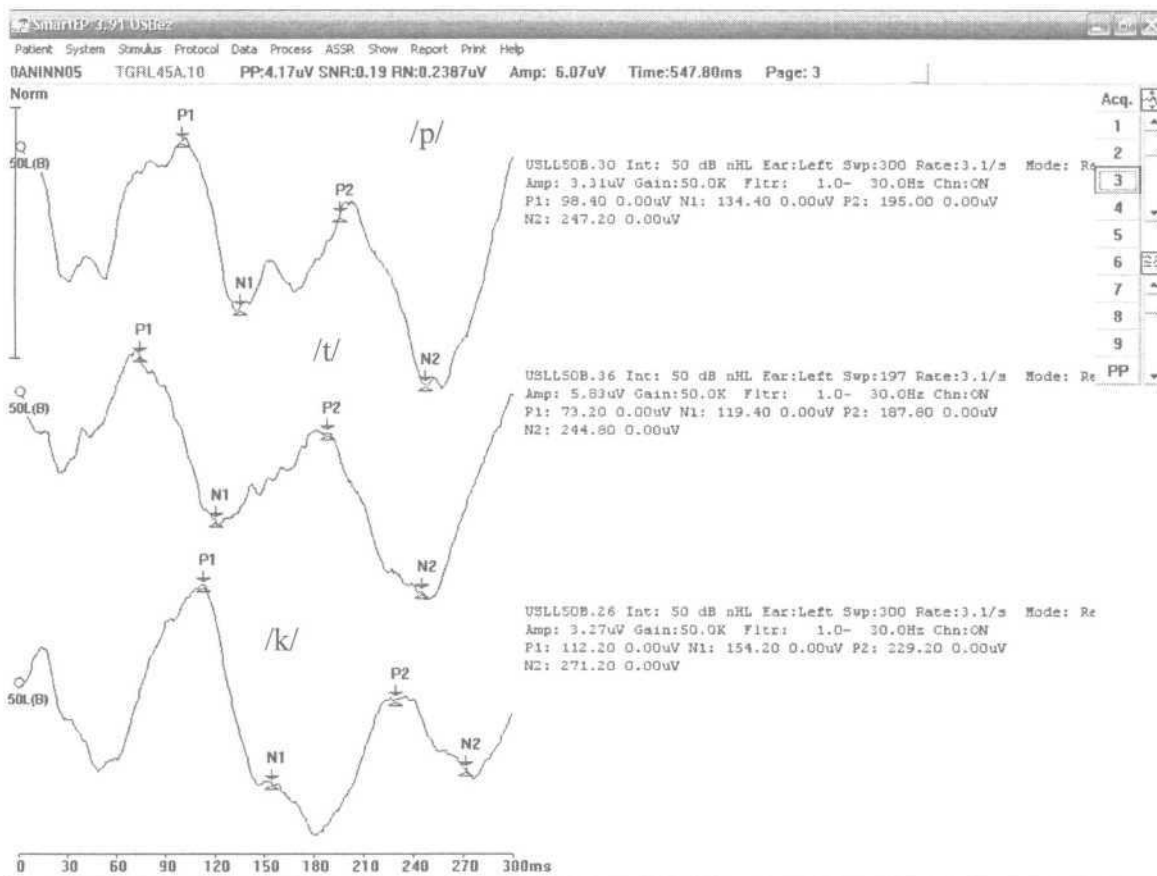 SmartEP 3.91 USBez
Patient System Stimulus Protocol Data Process ASSR Show Report Print Help
0ANINN05 TGRL45A.10 PP:4.17uV SNR:0.19 RN:0.2387uV Amp: 6.07uV Time:547.80ms Page: 3
Norm
Acq.
1
2
3
4
5
6
7
8
9
PP
P1
/p/
50L(B)
P2
N1
N2
USLL50B.30 Int: 50 dB nHL Ear:Left Swp:300 Rate:3.1/s Mode: Re
Amp: 3.31uV Gain:50.0K Fltr: 1.0- 30.0Hz Chn:ON
P1: 98.40 0.00uV N1: 134.40 0.00uV P2: 195.00 0.00uV
N2: 247.20 0.00uV
P1
/t/
50L(B)
P2
N1
N2
USLL50B.36 Int: 50 dB nHL Ear:Left Swp:197 Rate:3.1/s Mode: Re
Amp: 5.83uV Gain:50.0K Fltr: 1.0- 30.0Hz Chn:ON
P1: 73.20 0.00uV N1: 119.40 0.00uV P2: 187.80 0.00uV
N2: 244.80 0.00uV
P1
/k/
50L(B)
P2
N1
N2
USLL50B.26 Int: 50 dB nHL Ear:Left Swp:300 Rate:3.1/s Mode: Re
Amp: 3.27uV Gain:50.0K Fltr: 1.0- 30.0Hz Chn:ON
P1: 112.20 0.00uV N1: 154.20 0.00uV P2: 229.20 0.00uV
N2: 271.20 0.00uV
0 30 60 90 120 150 180 210 240 270 300ms